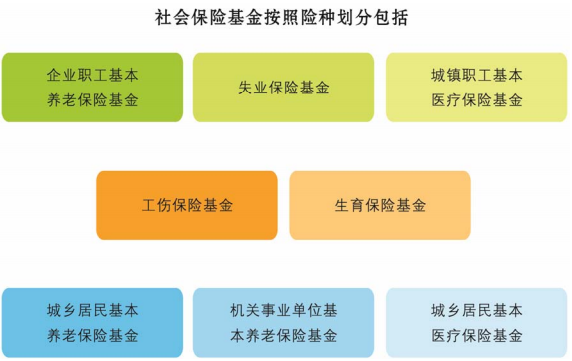 社会保险基金按照险种划分包括
企业职工基本
养老保险基金
失业保险基金
城镇职工基本
医疗保险基金
工伤保险基金
生育保险基金
城乡居民基本
养老保险基金
机关事业单位基
本养老保险基金
城乡居民基本
医疗保险基金